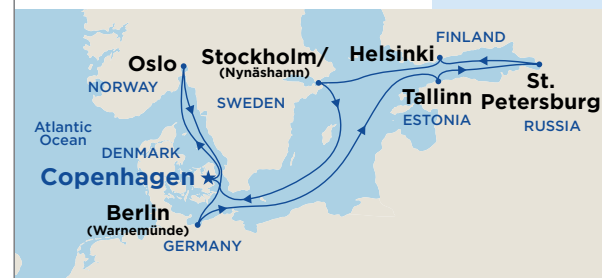 FINLAND
Oslo
Stockholm/
(Nynäshamn)
Helsinki
NORWAY
SWEDEN
Tallinn
St.
Petersburg
ESTONIA
RUSSIA
Atlantic
Ocean
DENMARK
Copenhagen
Berlin
(Warnemünde)
GERMANY